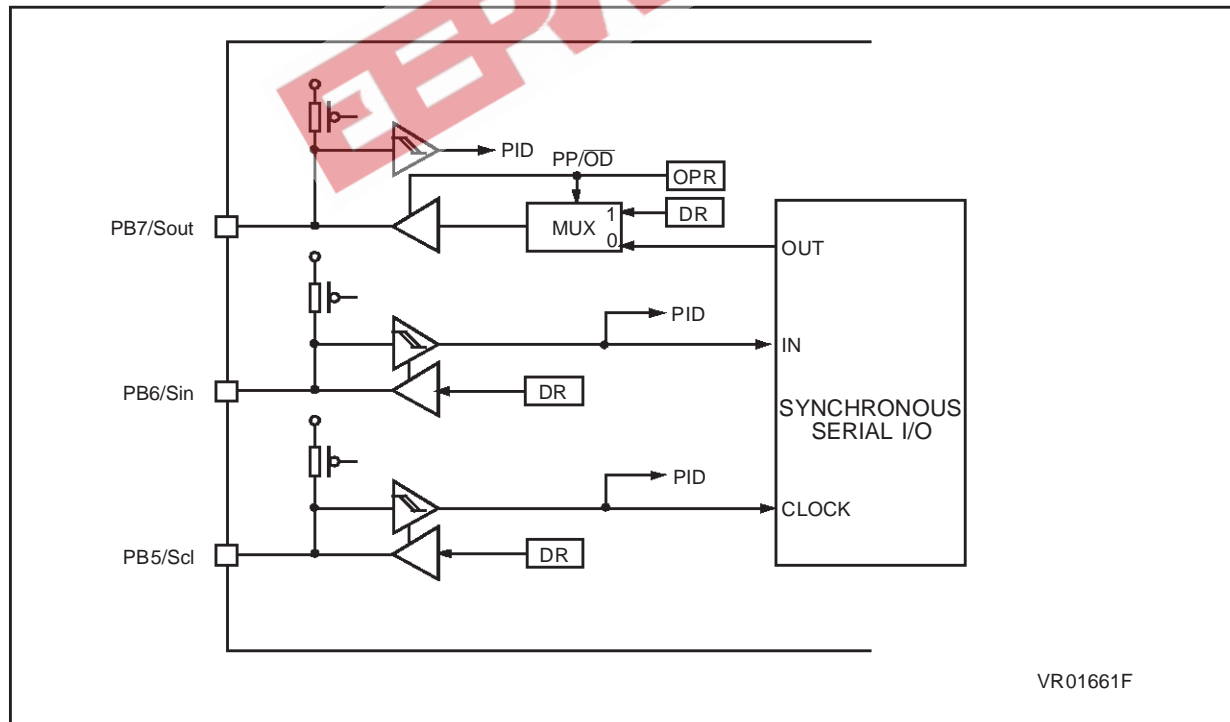 PID
PP/OD
OPR
PB7/Sout
MUX
1
0
DR
OUT
PID
IN
PB6/Sin
DR
SYNCHRONOUS
SERIAL I/O
PID
CLOCK
PB5/Scl
DR
VR01661F